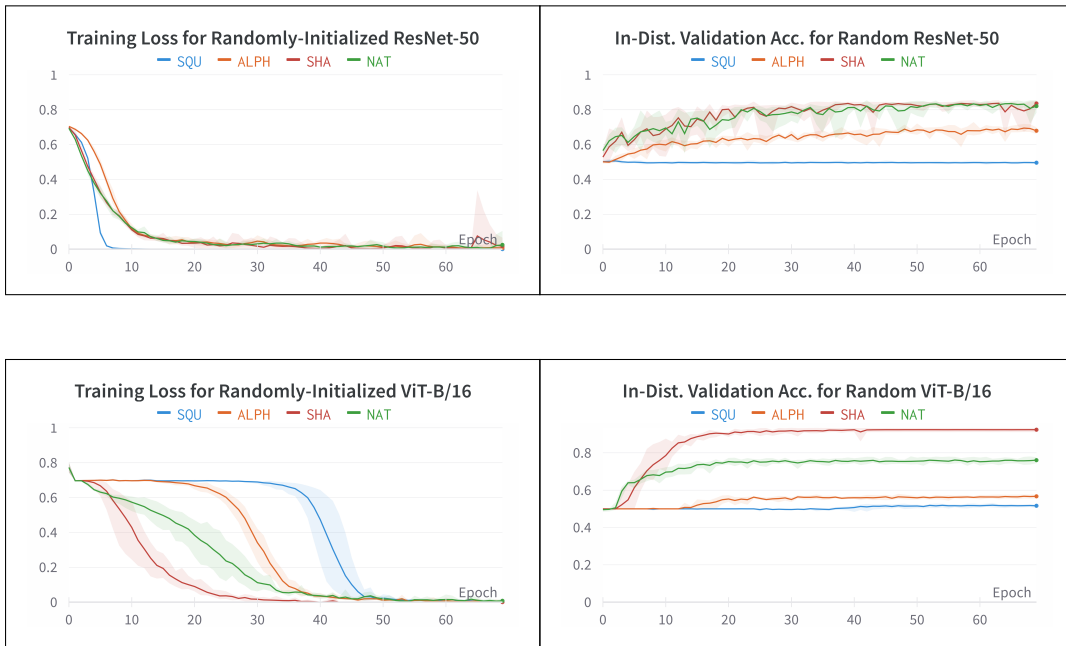 Training Loss for Randomly-Initialized ResNet-50
SQU ALPH SHA NAT
1
0.8
0.6
0.4
0.2
0
Epoch
0 10 20 30 40 50 60
In-Dist. Validation Acc. for Random ResNet-50
SQU ALPH SHA NAT
1
0.8
0.6
0.4
0.2
0
Epoch
0 20 40 60
Training Loss for Randomly-Initialized ViT-B/16
SQU ALPH SHA NAT
1
0.8
0.6
0.4
0.2
0
Epoch
0 10 20 30 40 50 60
In-Dist. Validation Acc. for Random ViT-B/16
SQU ALPH SHA NAT
0.8
0.6
0.4
0.2
0
Epoch
0 10 20 30 40 50 60